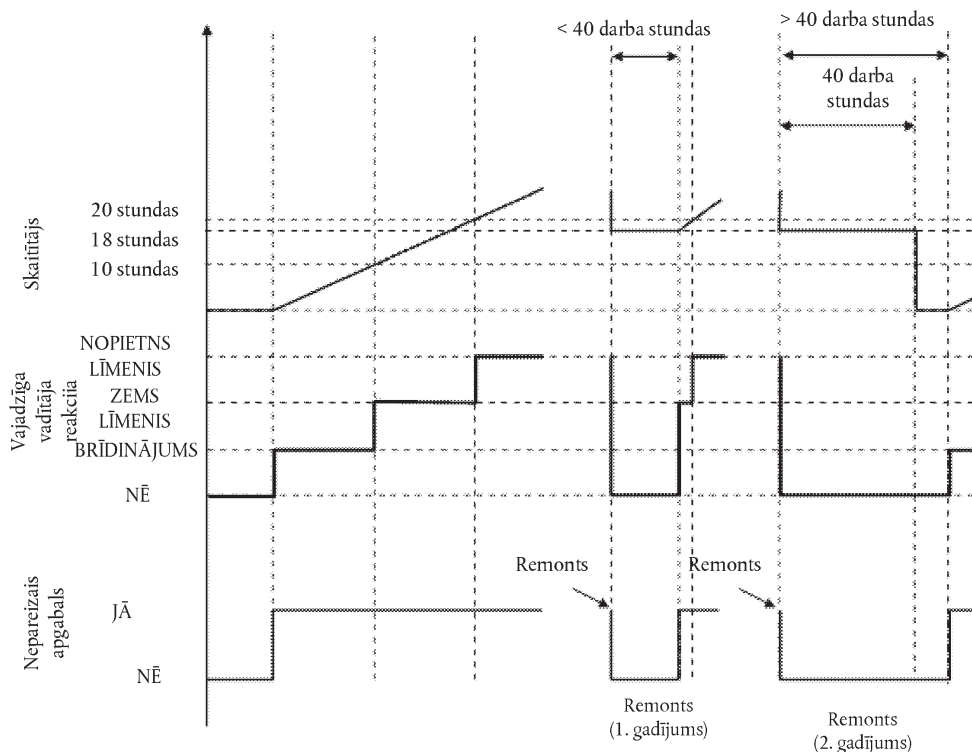 < 40 darba stundas
> 40 darba stundas
40 darba
stundas
Skaitītājs
20 stundas
18 stundas
10 stundas
Vajadzīga
vadītāja
reakciia
NOPIETNS
LĪMENIS
ZEMS
LĪMENIS
BRĪDINĀJUMS
NĒ
Nepareizais
apgabals
JĀ
NĒ
Remonts
Remonts
Remonts
(1. gadījums)
Remonts
(2. gadījums)